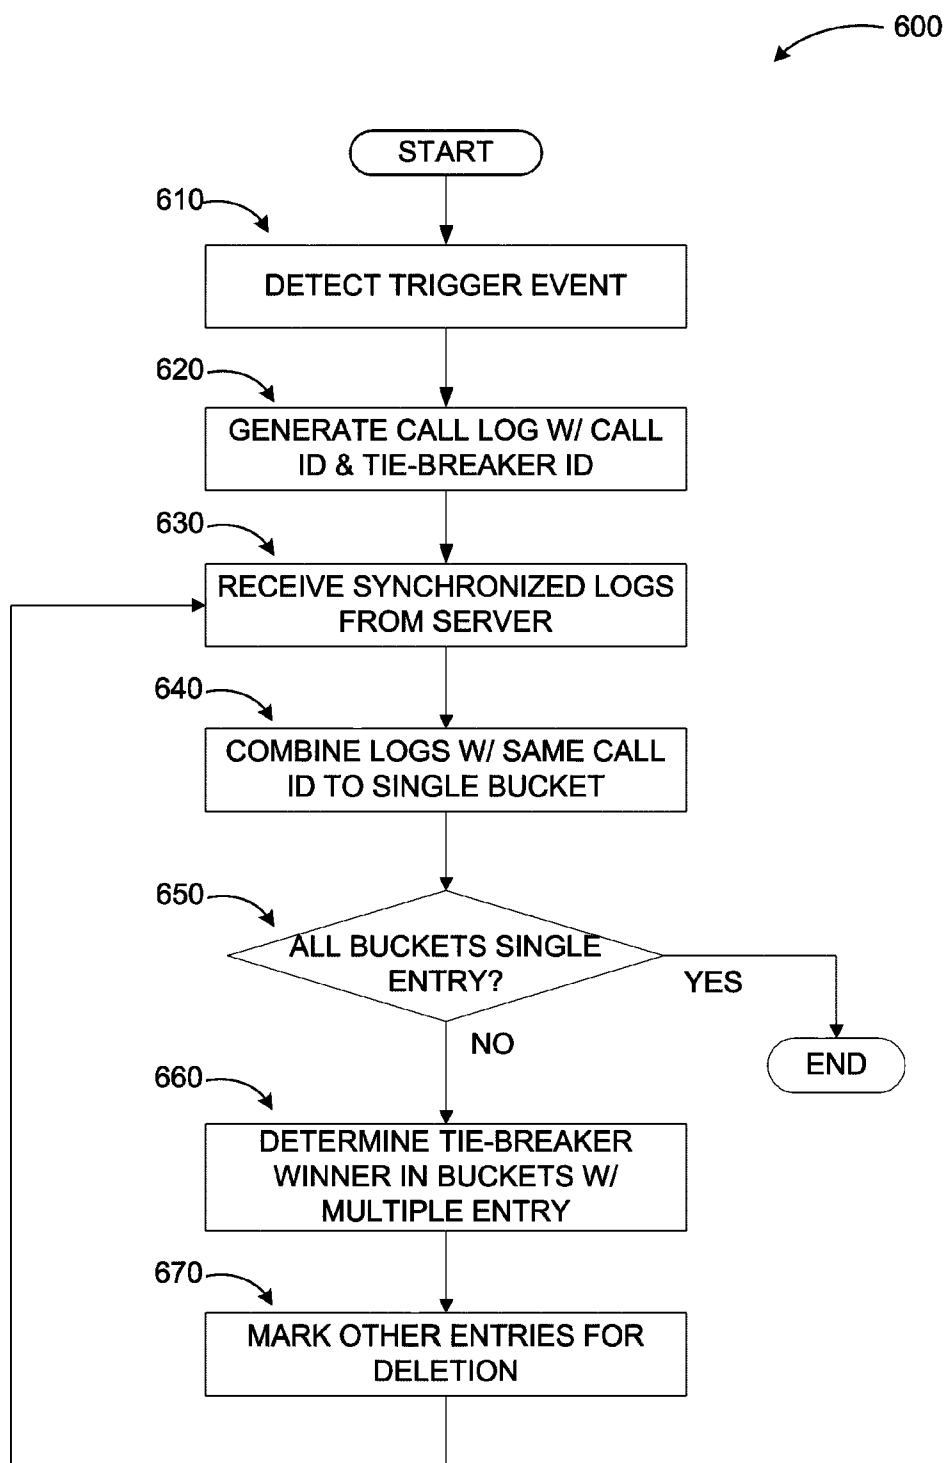 600
START
610
DETECT TRIGGER EVENT
620
GENERATE CALL LOG W/ CALL
ID & TIE-BREAKER ID
630
RECEIVE SYNCHRONIZED LOGS
FROM SERVER
640
COMBINE LOGS W/ SAME CALL
ID TO SINGLE BUCKET
650
ALL BUCKETS SINGLE
ENTRY?
YES
NO
END
660
DETERMINE TIE-BREAKER
WINNER IN BUCKETS W/
MULTIPLE ENTRY
670
MARK OTHER ENTRIES FOR
DELETION